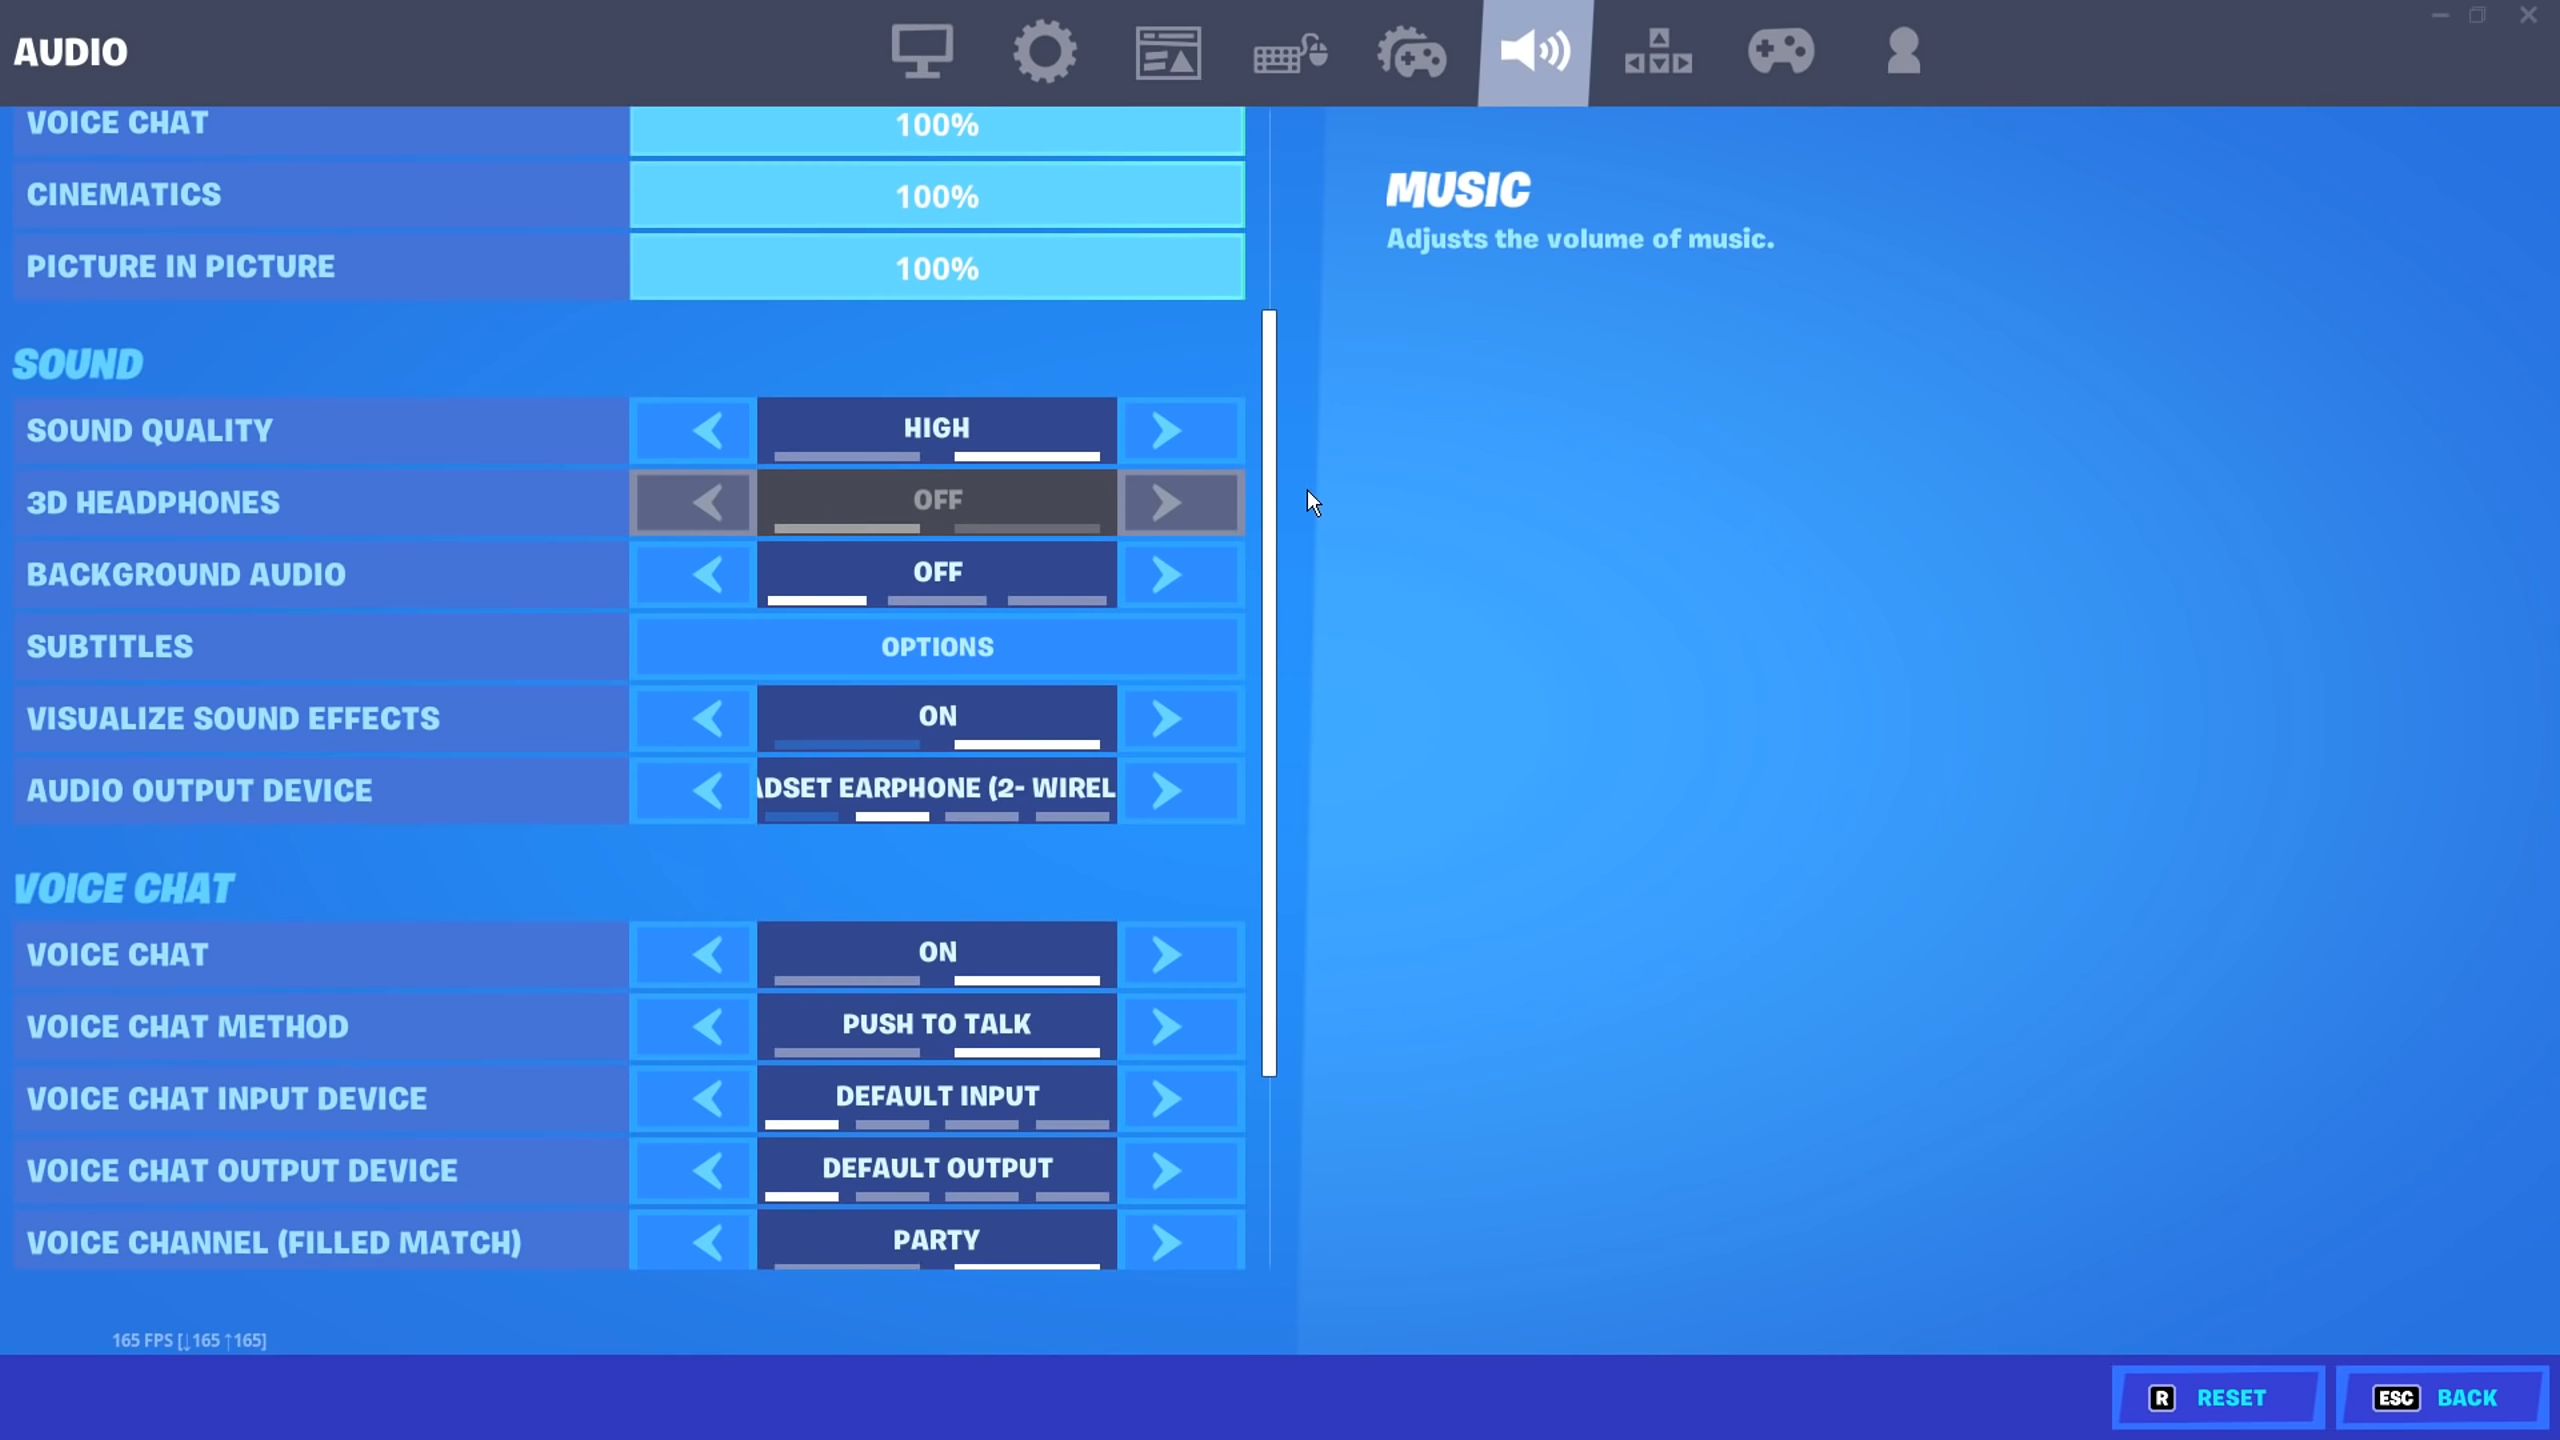 AUDIO
VOICE CHAT 100%
CINEMATICS 100%
PICTURE IN PICTURE 100%
MUSIC
Adjusts the volume of music.
SOUND
SOUND QUALITY HIGH
3D HEADPHONES OFF
BACKGROUND AUDIO OFF
SUBTITLES OPTIONS
VISUALIZE SOUND EFFECTS ON
AUDIO OUTPUT DEVICE ADSET EARPHONE (2- WIREL
VOICE CHAT
VOICE CHAT ON
VOICE CHAT METHOD PUSH TO TALK
VOICE CHAT INPUT DEVICE DEFAULT INPUT
VOICE CHAT OUTPUT DEVICE DEFAULT OUTPUT
VOICE CHANNEL (FILLED MATCH) PARTY
165 FPS [↓165 ↑165]
R RESET
ESC BACK